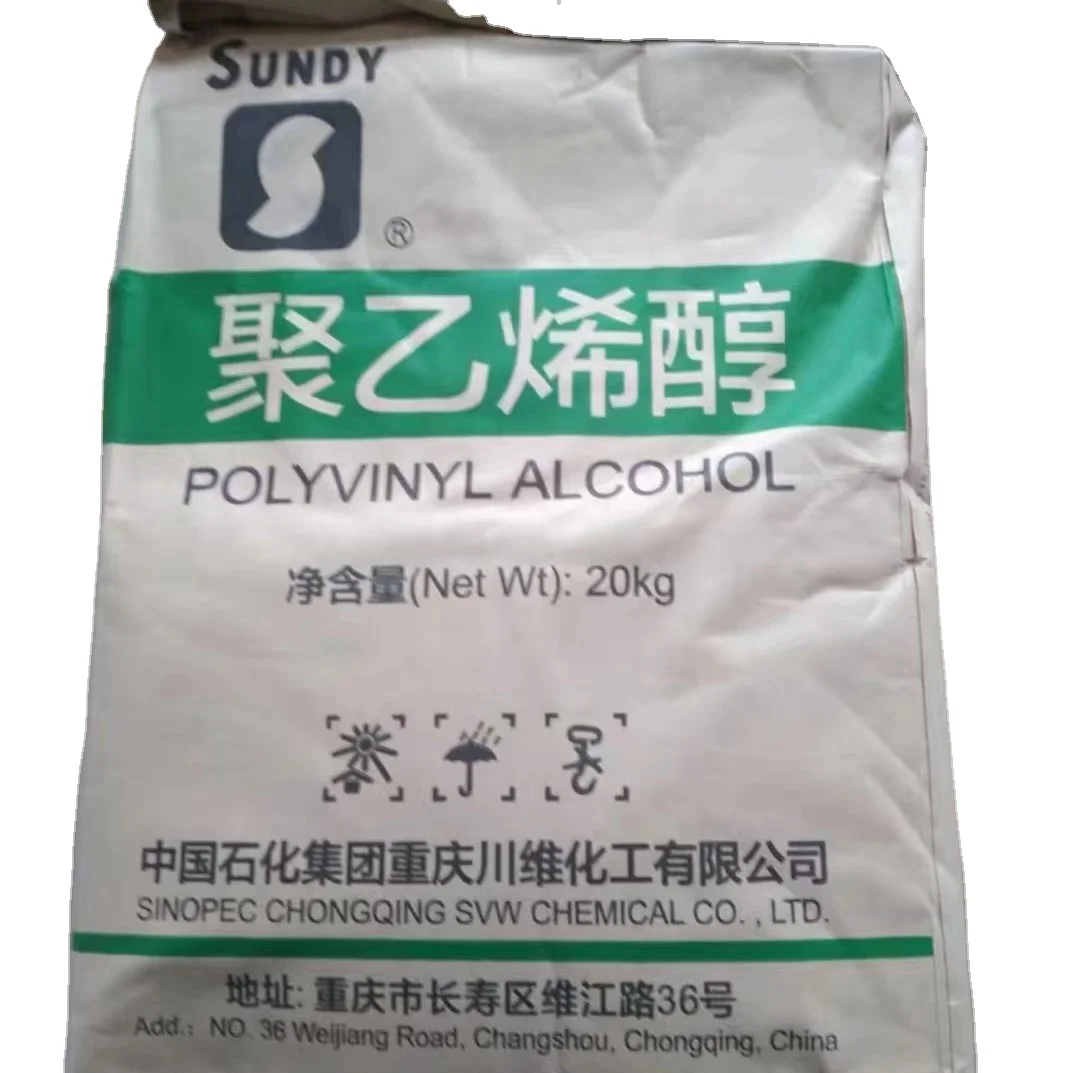 SUNDY
®
聚乙烯醇
POLYVINYL ALCOHOL
净含量(Net Wt): 20kg
中国石化集团重庆川维化工有限公司
SINOPEC CHONGQING SVW CHEMICAL CO. , LTD.
地址: 重庆市长寿区维江路36号
Add.: NO. 36 Weijiang Road, Changshou, Chongqing, China